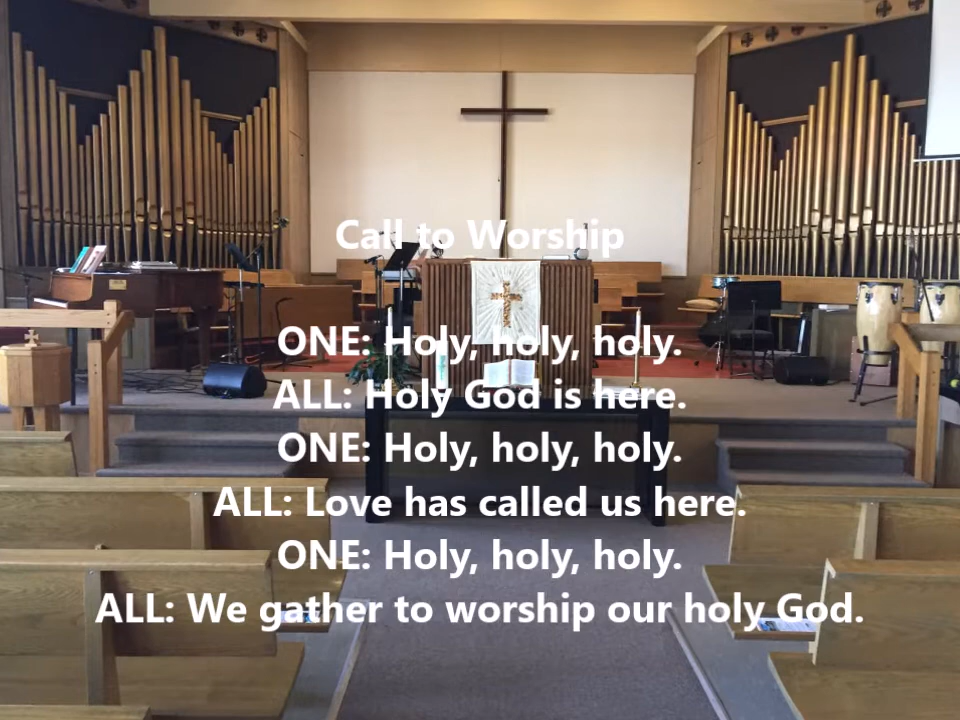 Call to Worship
ONE: Holy, holy, holy.
ALL: Holy God is here.
ONE: Holy, holy, holy.
ALL: Love has called us here.
ONE: Holy, holy, holy.
ALL: We gather to worship our holy God.